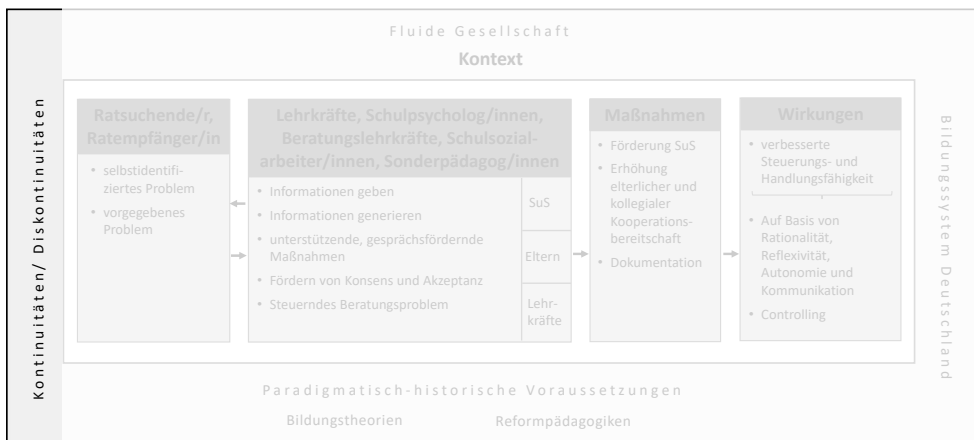 Fluide Gesellschaft
Kontext
Kontinuitäten/ Diskontinuitäten
Ratsuchende/r,
Ratempfänger/in
• selbstidentifi-
ziertes Problem
• vorgegebenes
Problem
Lehrkräfte, Schulpsycholog/innen,
Beratungslehrkräfte, Schulsozial-
arbeiter/innen, Sonderpädagog/innen
• Informationen geben
• Informationen generieren
• unterstützende, gesprächsfördernde
Maßnahmen
• Fördern von Konsens und Akzeptanz
• Steuerndes Beratungsproblem
SuS
Eltern
Lehr-
kräfte
Maßnahmen
• Förderung SuS
• Erhöhung
elterlicher und
kollegialer
Kooperations-
bereitschaft
• Dokumentation
Wirkungen
• verbesserte
Steuerungs- und
Handlungsfähigkeit
• Auf Basis von
Rationalität,
Reflexivität,
Autonomie und
Kommunikation
• Controlling
Bildungssystem Deutschland
Paradigmatisch-historische Voraussetzungen
Bildungstheorien Reformpädagogiken